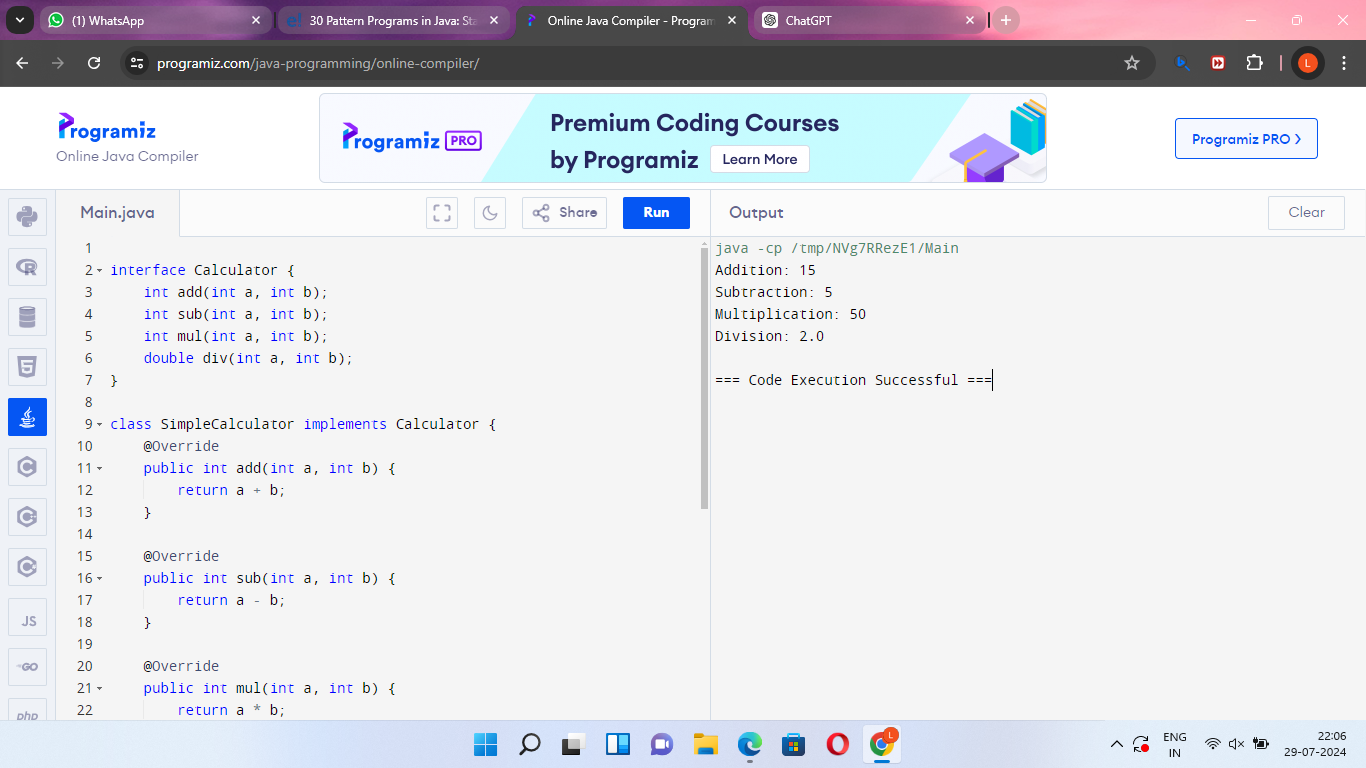 (1) WhatsApp
30 Pattern Programs in Java: Sta
Online Java Compiler - Program
ChatGPT
programiz.com/java-programming/online-compiler/
L
Programiz
Online Java Compiler
Programiz PRO
Premium Coding Courses
by Programiz
Learn More
Programiz PRO
Main.java
Share
Run
Output
Clear
1
2 interface Calculator {
3 int add(int a, int b);
4 int sub(int a, int b);
5 int mul(int a, int b);
6 double div(int a, int b);
7 }
8
9 class SimpleCalculator implements Calculator {
10 @Override
11 public int add(int a, int b) {
12 return a + b;
13 }
14
15 @Override
16 public int sub(int a, int b) {
17 return a - b;
18 }
19
20 @Override
21 public int mul(int a, int b) {
22 return a * b;
java -cp /tmp/NVg7RRezE1/Main
Addition: 15
Subtraction: 5
Multiplication: 50
Division: 2.0
=== Code Execution Successful ===
JS
GO
php
L
ENG
IN
22:06
29-07-2024